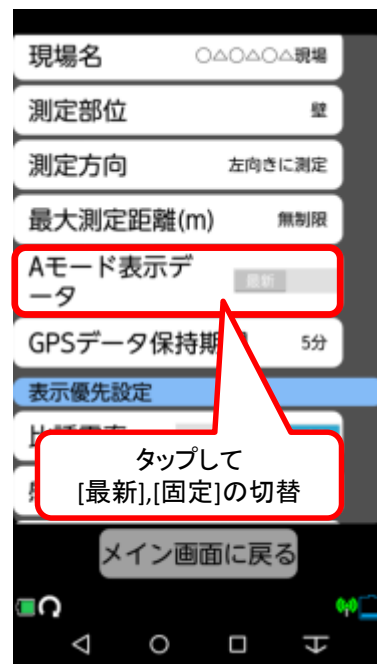 現場名 ○△○△○△現場
測定部位 壁
測定方向 左向きに測定
最大測定距離(m) 無制限
Aモード表示デ
ータ 最新
GPSデータ保持期 5分
表示優先設定
タップして
[最新],[固定]の切替
メイン画面に戻る